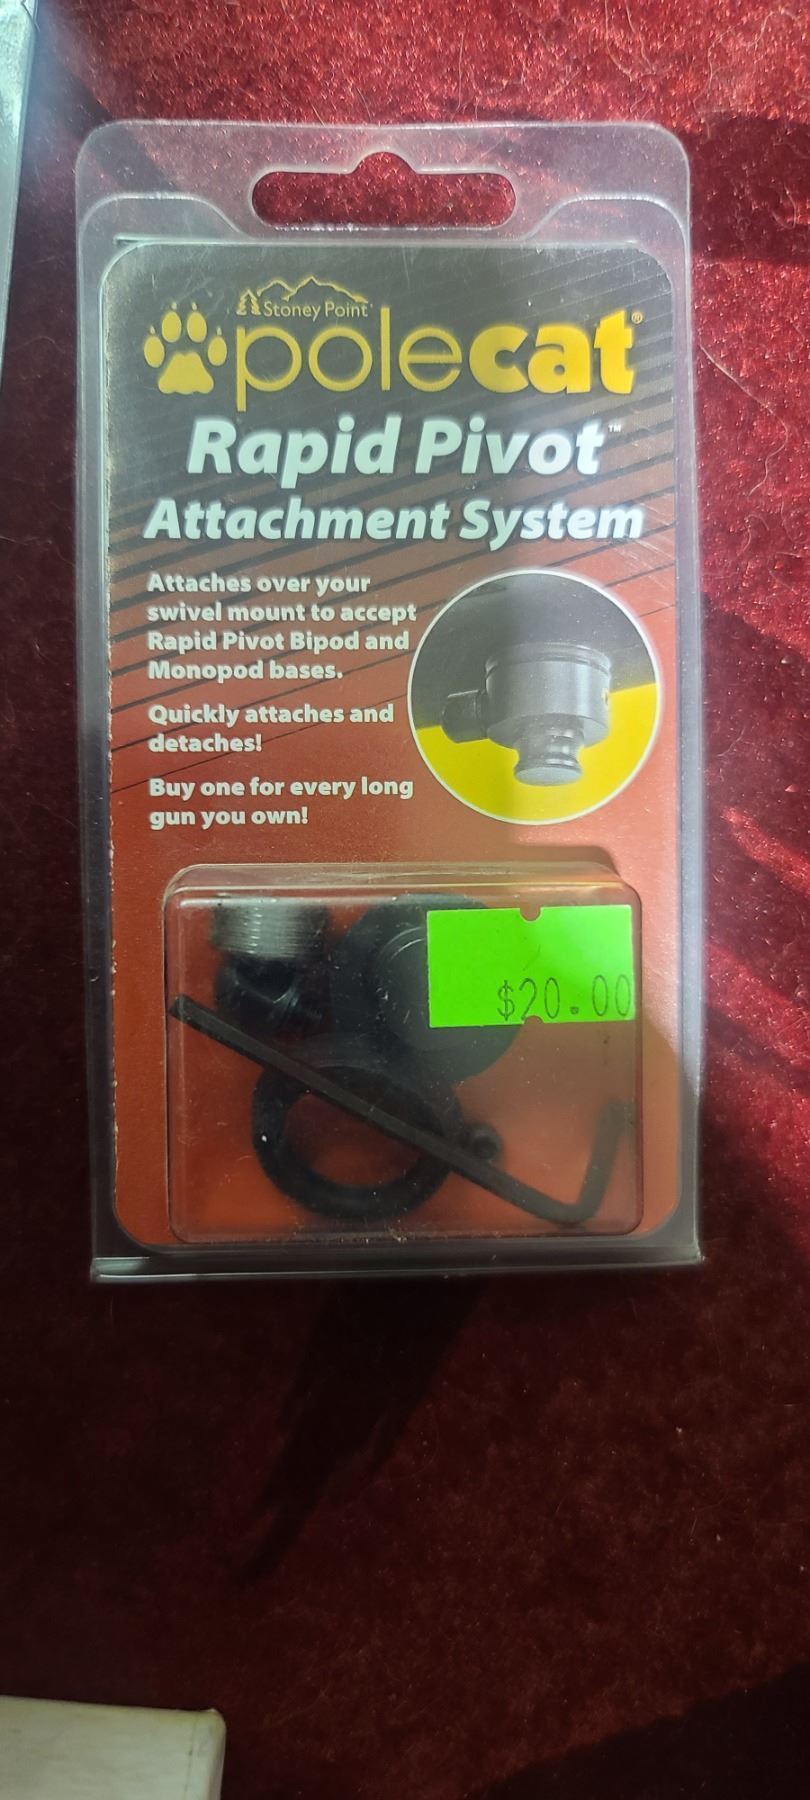 Stoney Point
polecat®
Rapid Pivot™
Attachment System
Attaches over your
swivel mount to accept
Rapid Pivot Bipod and
Monopod bases.
Quickly attaches and
detaches!
Buy one for every long
gun you own!
$20.00